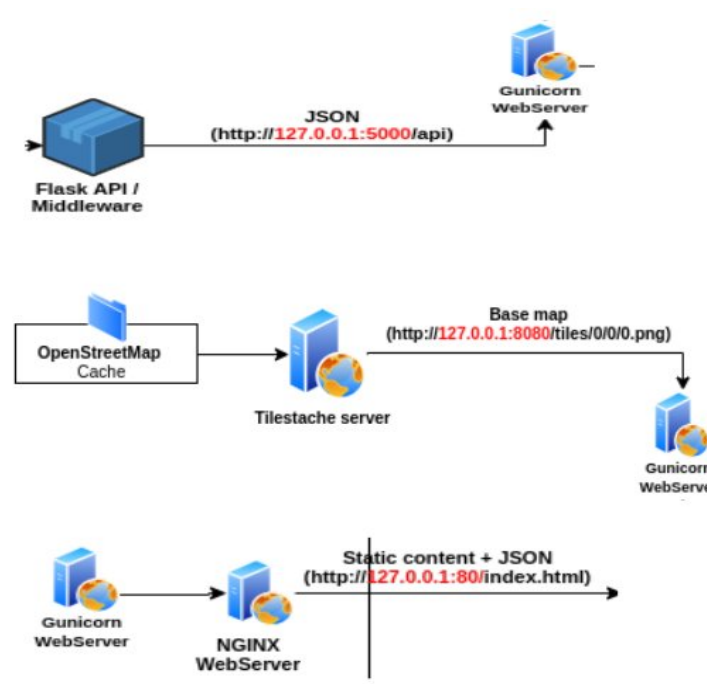 Gunicorn
WebServer
JSON
(http://127.0.0.1:5000/api)
Flask API /
Middleware
Base map
(http://127.0.0.1:8080/tiles/0/0/0.png)
OpenStreetMap
Cache
Tilestache server
Gunicorn
WebServe
Static content + JSON
(http://127.0.0.1:80/index.html)
Gunicorn
WebServer
NGINX
WebServer